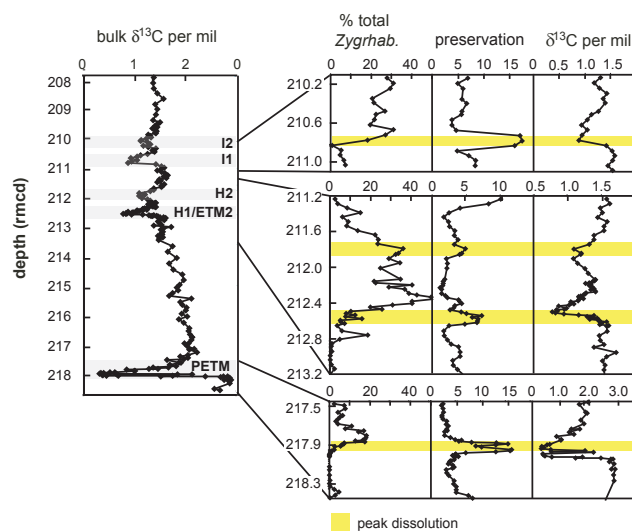 bulk δ13C per mil
% total
Zygrhab.
preservation
δ13C per mil
0 1 2 0
0 20 40
0 5 10 15
0 0.5 1.0 1.5
depth (rmcd)
208
209
210
211
212
213
214
215
216
217
218
I2
I1
H2
H1/ETM2
PETM
210.2
210.6
211.0
0 20 40
0 5 10 15
0.5 1.0 1.5
211.2
211.6
212.0
212.4
212.8
213.2
0 20 40
0 5 10 15
0.0 1.0 2.0
217.5
217.9
218.3
peak dissolution